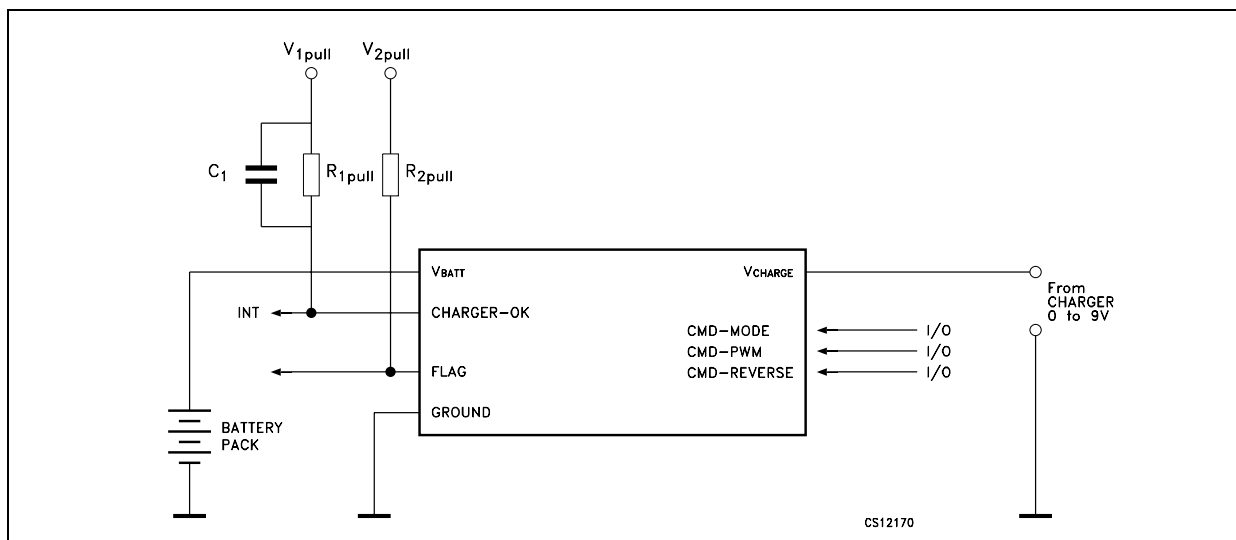 V1pull
V2pull
C1
R1pull
R2pull
VBATT
VCHARGE
INT
CHARGER-OK
From
CHARGER
0 to 9V
CMD-MODE
I/O
CMD-PWM
I/O
FLAG
CMD-REVERSE
I/O
GROUND
BATTERY
PACK
CS12170